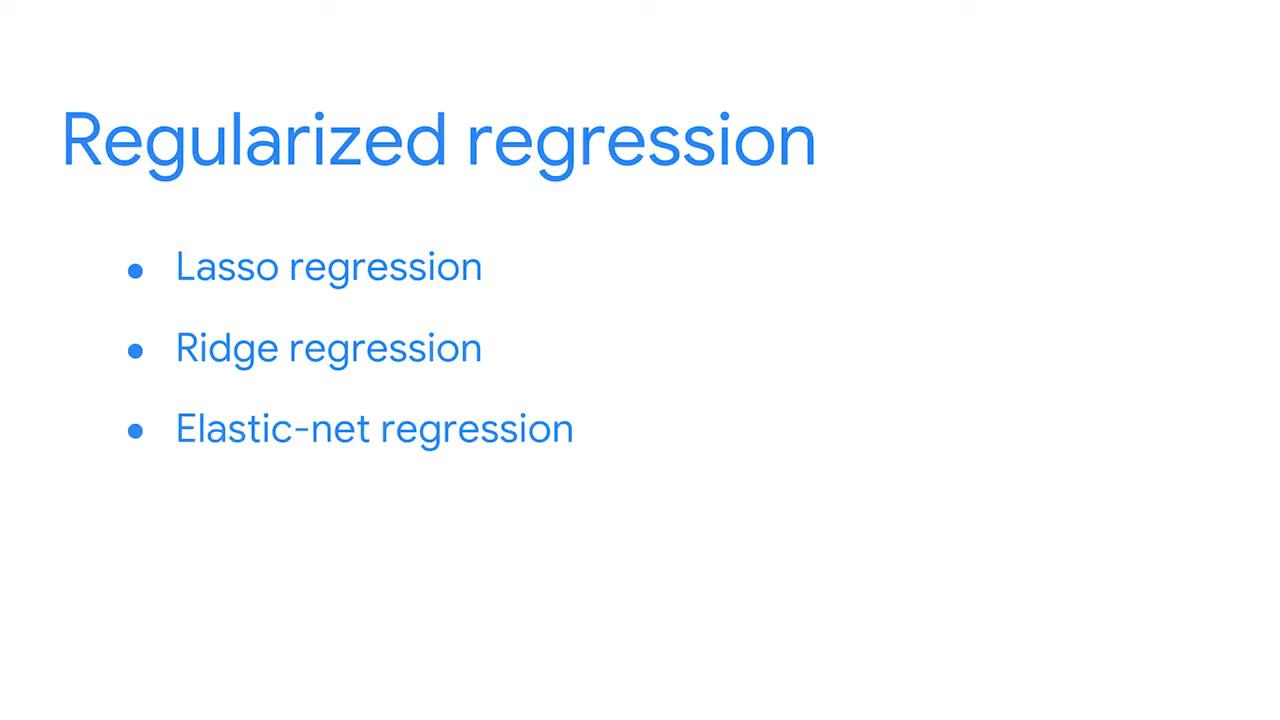 Regularized regression
● Lasso regression
● Ridge regression
● Elastic-net regression